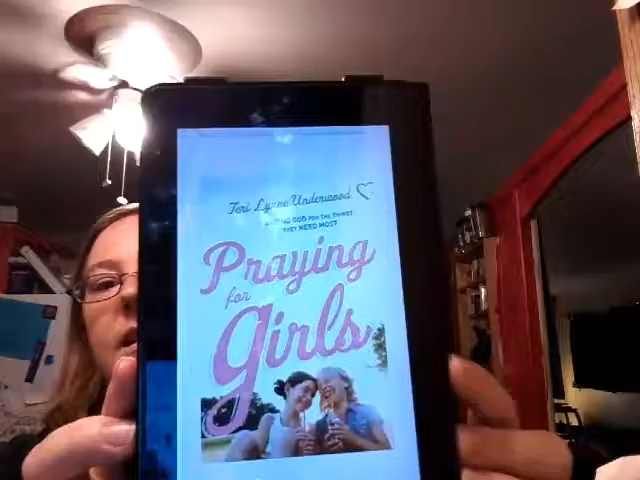 Teri Lynne Underwood
ASKING GOD FOR THE THINGS
THEY NEED MOST
Praying
for
Girls